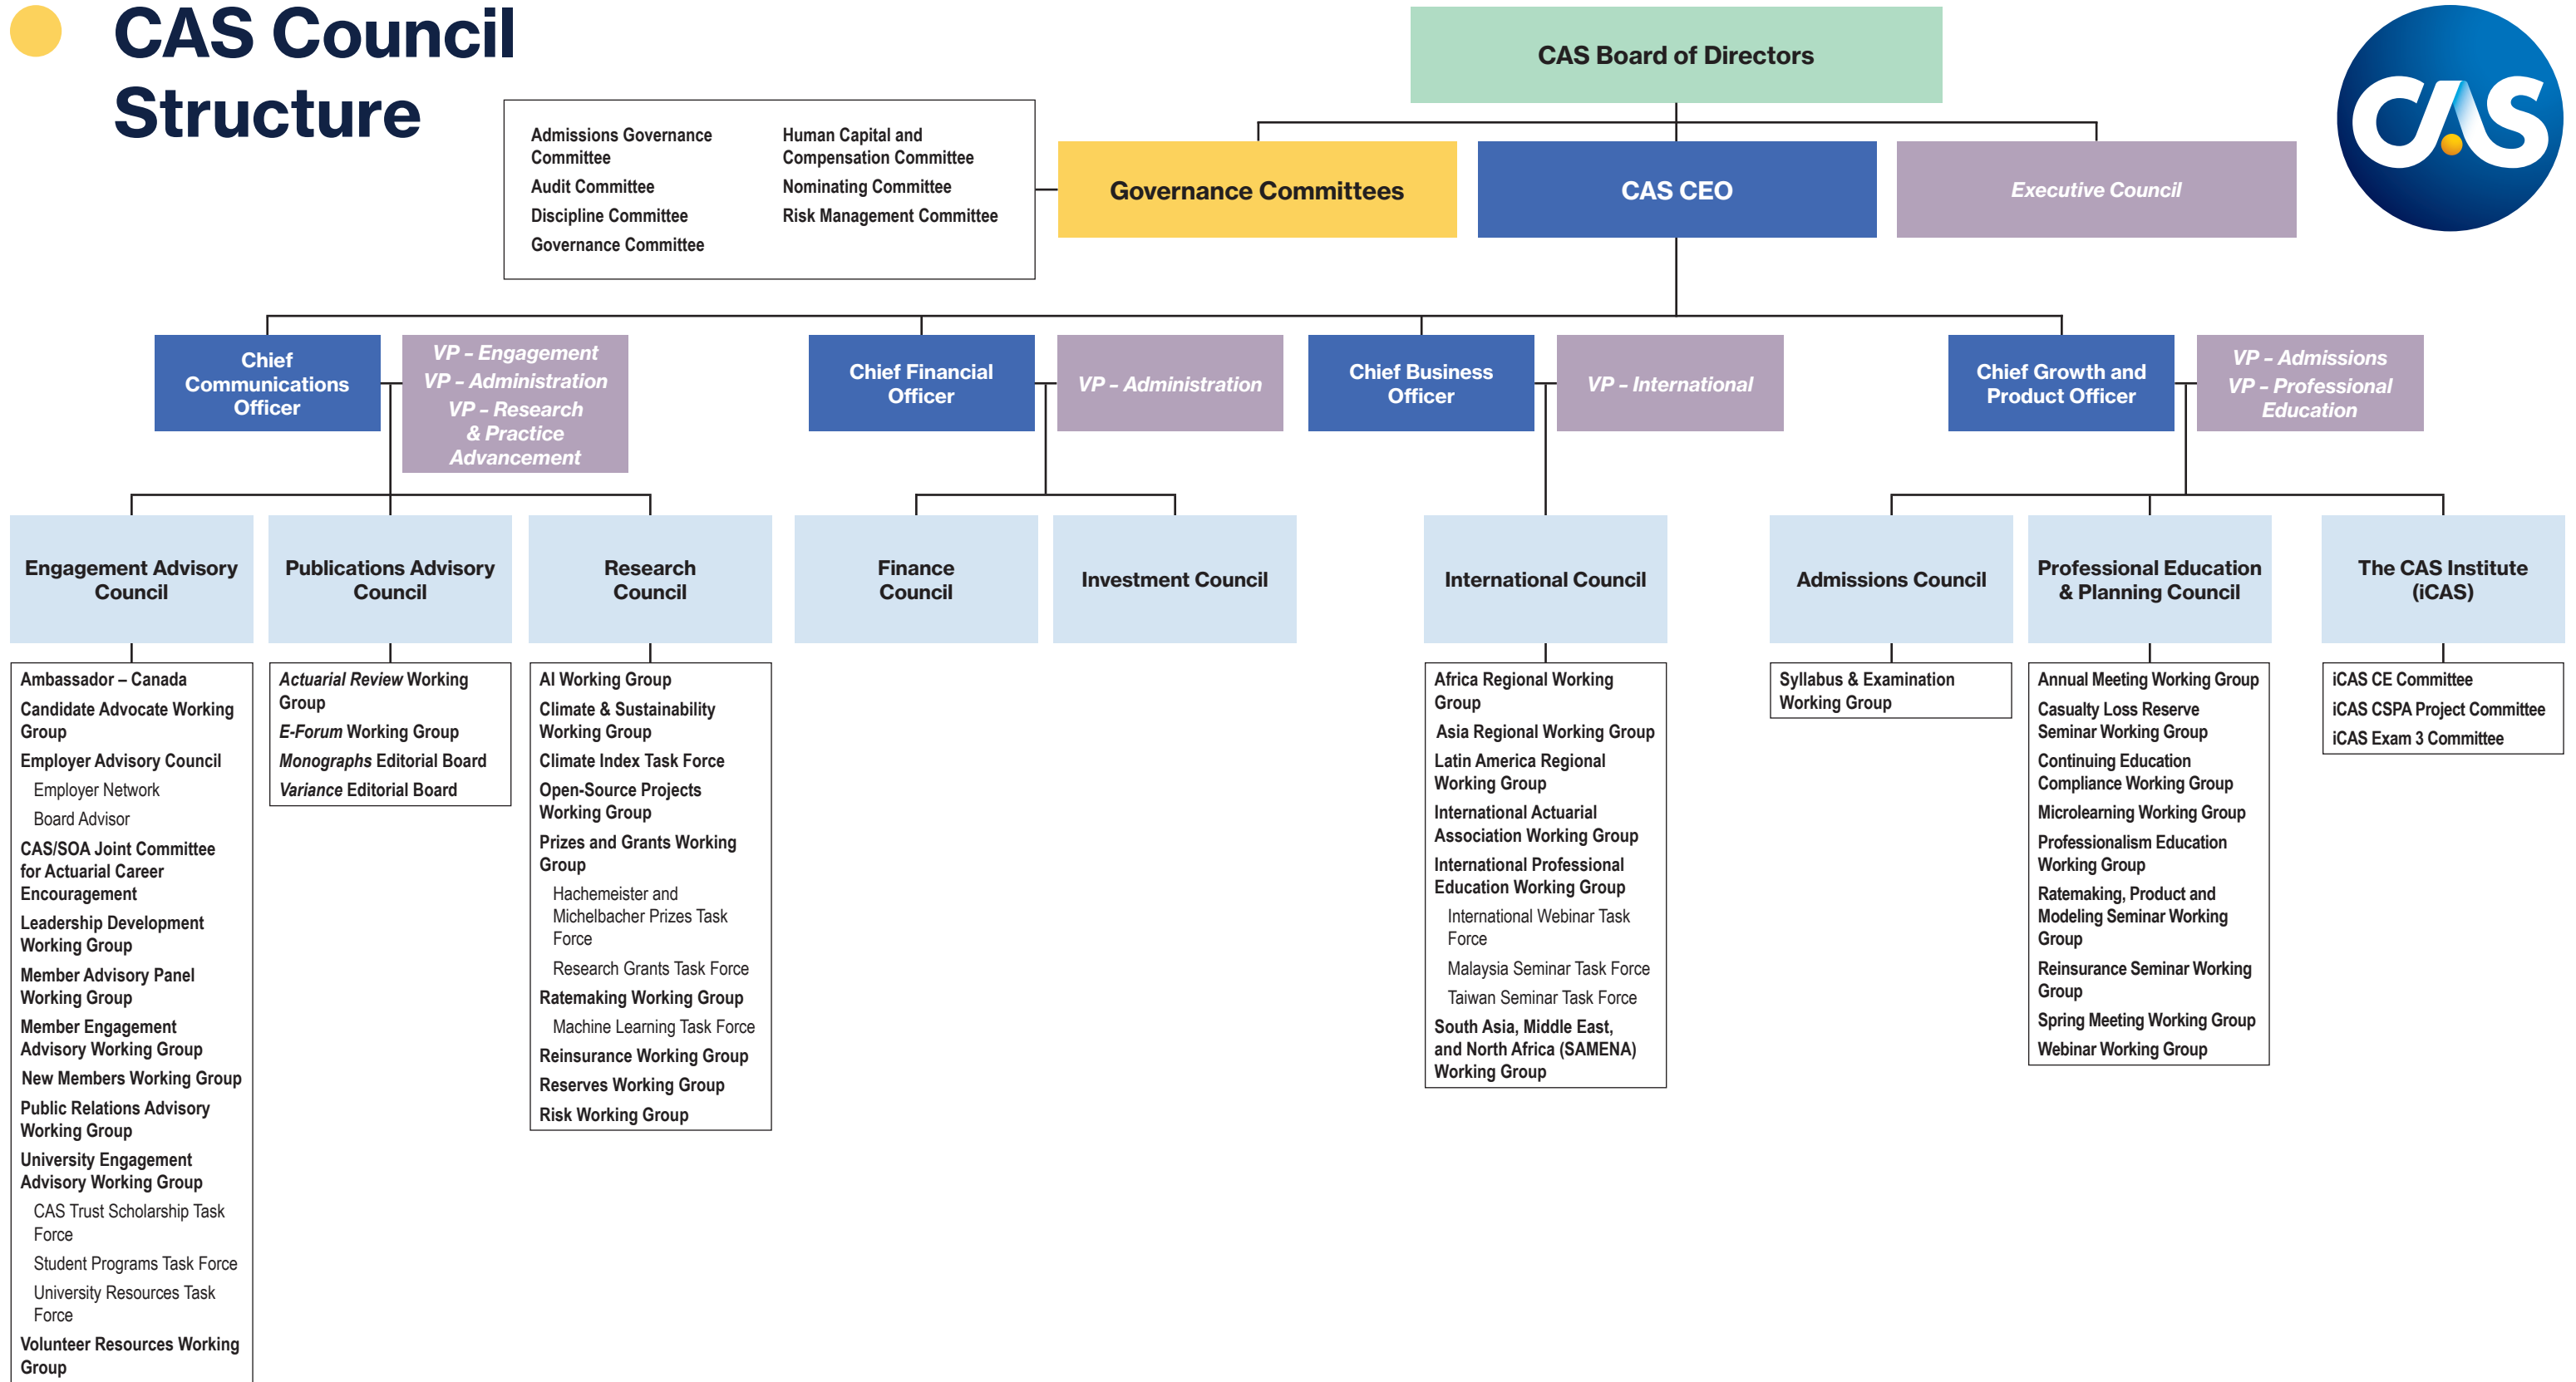 CAS Council
Structure
CAS Board of Directors
CAS
Admissions Governance
Committee
Audit Committee
Discipline Committee
Governance Committee
Human Capital and
Compensation Committee
Nominating Committee
Risk Management Committee
Governance Committees
CAS CEO
Executive Council
Chief
Communications
Officer
VP – Engagement
VP – Administration
VP – Research
& Practice
Advancement
Chief Financial
Officer
VP – Administration
Chief Business
Officer
VP – International
Chief Growth and
Product Officer
VP – Admissions
VP – Professional
Education
Engagement Advisory
Council
Publications Advisory
Council
Research
Council
Finance
Council
Investment Council
International Council
Admissions Council
Professional Education
& Planning Council
The CAS Institute
(iCAS)
Ambassador – Canada
Candidate Advocate Working
Group
Employer Advisory Council
Employer Network
Board Advisor
CAS/SOA Joint Committee
for Actuarial Career
Encouragement
Leadership Development
Working Group
Member Advisory Panel
Working Group
Member Engagement
Advisory Working Group
New Members Working Group
Public Relations Advisory
Working Group
University Engagement
Advisory Working Group
CAS Trust Scholarship Task
Force
Student Programs Task Force
University Resources Task
Force
Volunteer Resources Working
Group
Actuarial Review Working
Group
E-Forum Working Group
Monographs Editorial Board
Variance Editorial Board
AI Working Group
Climate & Sustainability
Working Group
Climate Index Task Force
Open-Source Projects
Working Group
Prizes and Grants Working
Group
Hachemeister and
Michelbacher Prizes Task
Force
Research Grants Task Force
Ratemaking Working Group
Machine Learning Task Force
Reinsurance Working Group
Reserves Working Group
Risk Working Group
Africa Regional Working
Group
Asia Regional Working Group
Latin America Regional
Working Group
International Actuarial
Association Working Group
International Professional
Education Working Group
International Webinar Task
Force
Malaysia Seminar Task Force
Taiwan Seminar Task Force
South Asia, Middle East,
and North Africa (SAMENA)
Working Group
Syllabus & Examination
Working Group
Annual Meeting Working Group
Casualty Loss Reserve
Seminar Working Group
Continuing Education
Compliance Working Group
Microlearning Working Group
Professionalism Education
Working Group
Ratemaking, Product and
Modeling Seminar Working
Group
Reinsurance Seminar Working
Group
Spring Meeting Working Group
Webinar Working Group
iCAS CE Committee
iCAS CSPA Project Committee
iCAS Exam 3 Committee